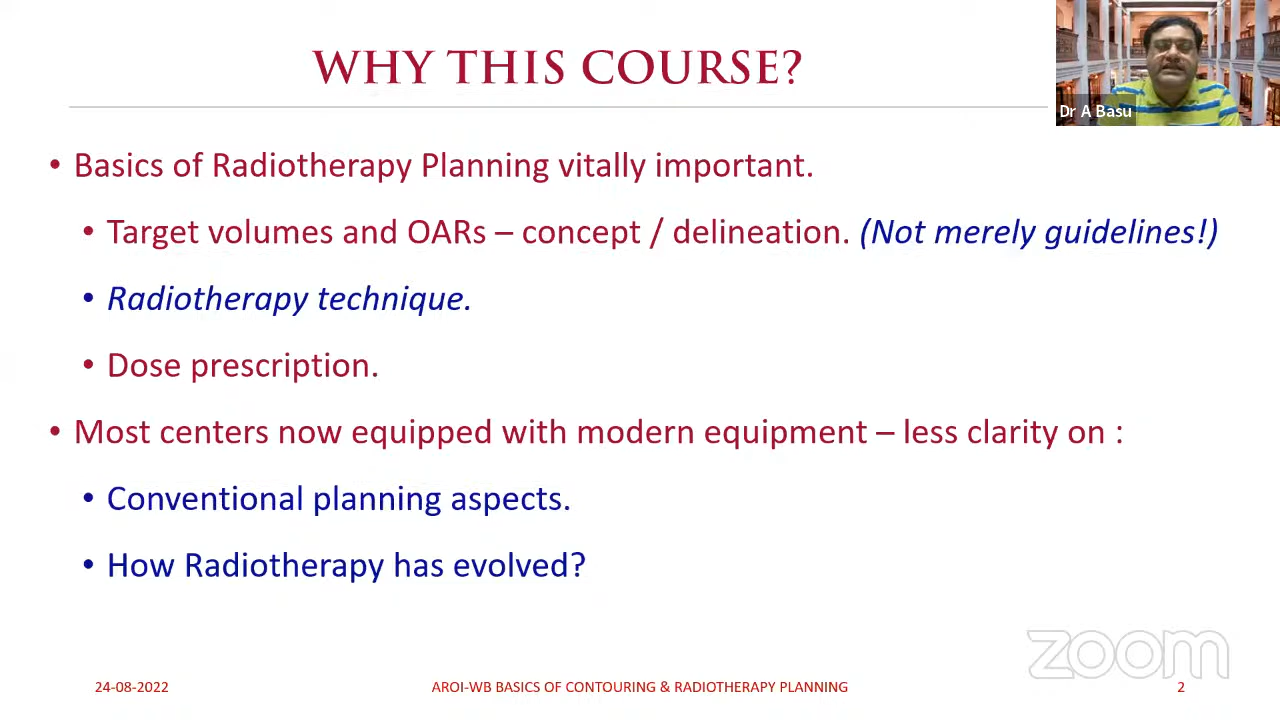 WHY THIS COURSE?
Dr A Basu
• Basics of Radiotherapy Planning vitally important.
• Target volumes and OARs – concept / delineation. (Not merely guidelines!)
• Radiotherapy technique.
• Dose prescription.
• Most centers now equipped with modern equipment – less clarity on :
• Conventional planning aspects.
• How Radiotherapy has evolved?
zoom
24-08-2022 AROI-WB BASICS OF CONTOURING & RADIOTHERAPY PLANNING 2